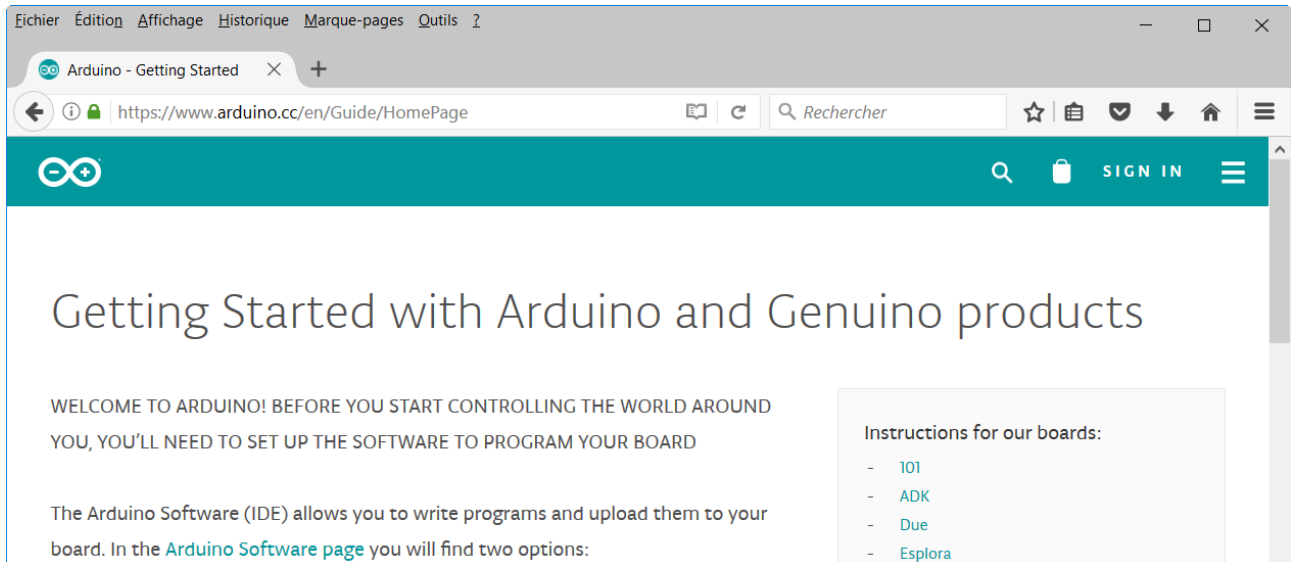 Fichier Édition Affichage Historique Marque-pages Outils ?
Arduino - Getting Started
https://www.arduino.cc/en/Guide/HomePage
Rechercher
SIGN IN
Getting Started with Arduino and Genuino products
WELCOME TO ARDUINO! BEFORE YOU START CONTROLLING THE WORLD AROUND
YOU, YOU'LL NEED TO SET UP THE SOFTWARE TO PROGRAM YOUR BOARD
The Arduino Software (IDE) allows you to write programs and upload them to your
board. In the Arduino Software page you will find two options:
Instructions for our boards:
- 101
- ADK
- Due
- Esplora